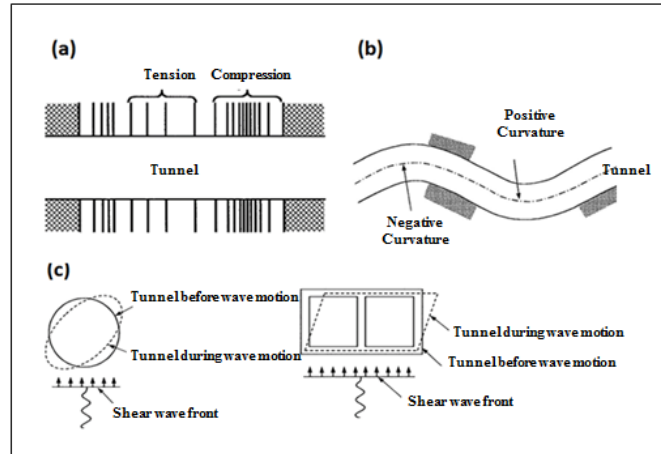 (a)
Tension
Compression
Tunnel
(b)
Positive
Curvature
Tunnel
Negative
Curvature
(c)
Tunnel before wave motion
Tunnel during wave motion
Shear wave front
Tunnel during wave motion
Tunnel before wave motion
Shear wave front